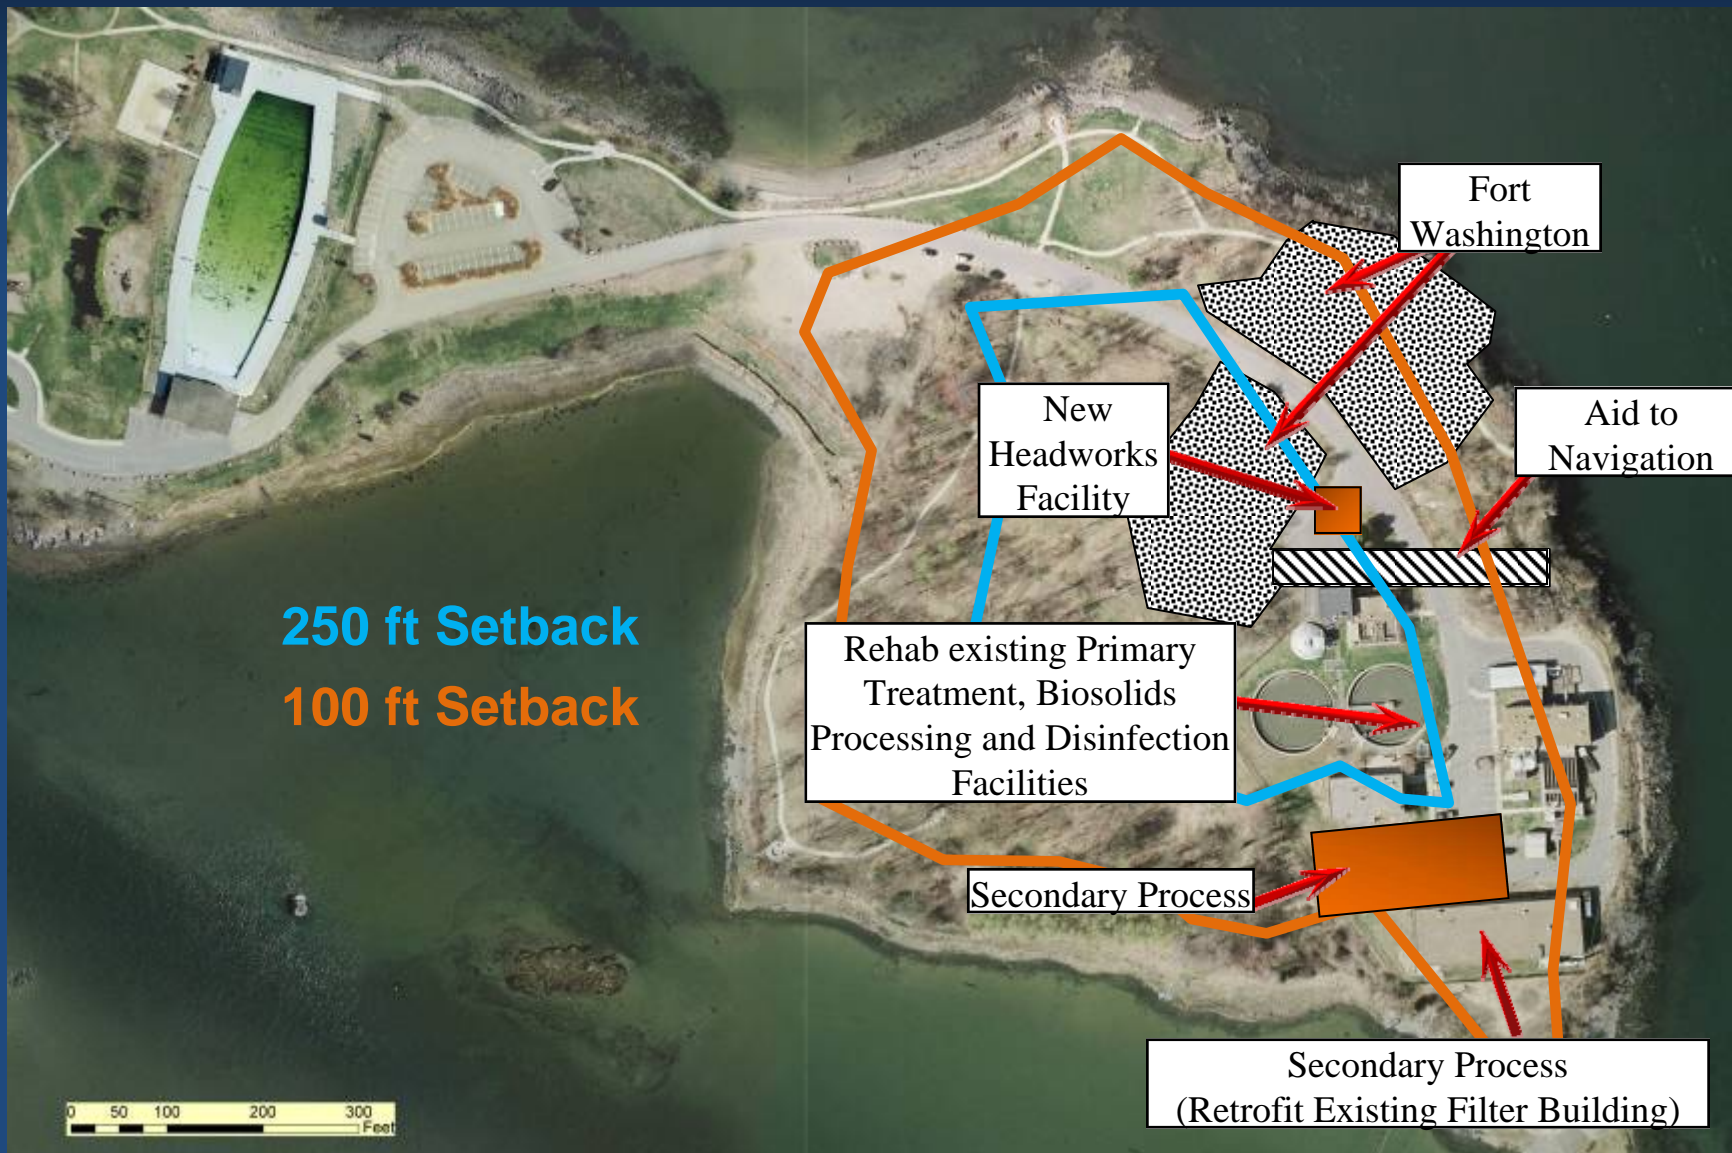 Fort
Washington
New
Headworks
Facility
Aid to
Navigation
250 ft Setback
100 ft Setback
Rehab existing Primary
Treatment, Biosolids
Processing and Disinfection
Facilities
Secondary Process
Secondary Process
(Retrofit Existing Filter Building)
0 50 100 200 300
Feet